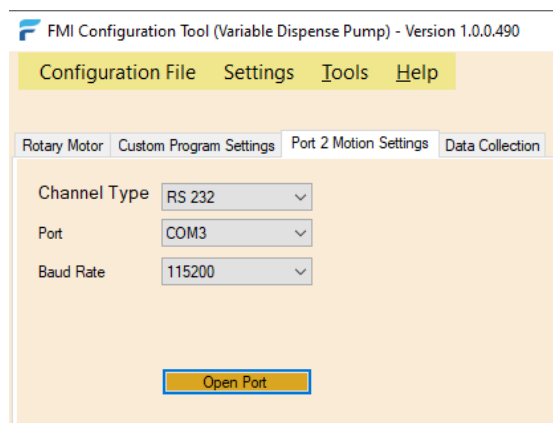 FMI Configuration Tool (Variable Dispense Pump) - Version 1.0.0.490
Configuration File Settings Tools Help
Rotary Motor Custom Program Settings Port 2 Motion Settings Data Collection
Channel Type RS 232
Port COM3
Baud Rate 115200
Open Port